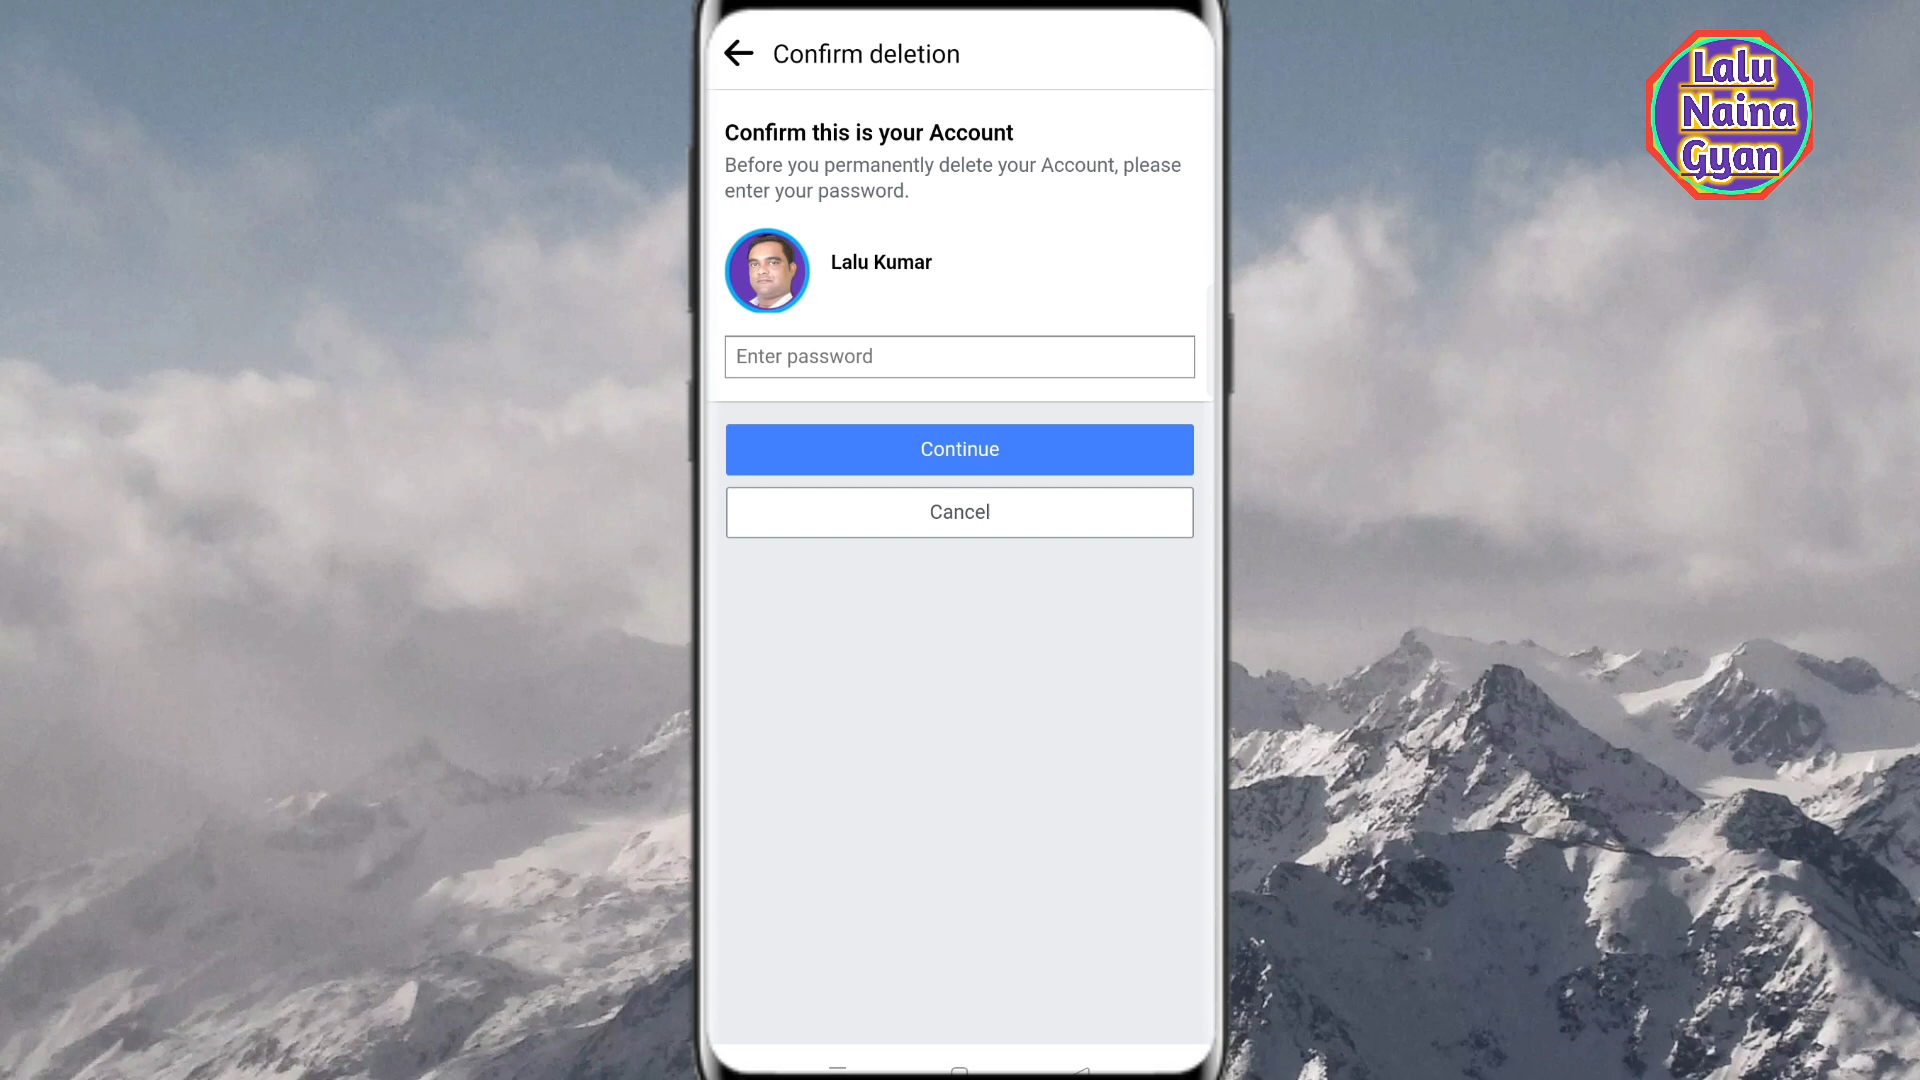 Confirm deletion
Confirm this is your Account
Before you permanently delete your Account, please
enter your password.
Lalu Kumar
Enter password
Continue
Cancel
Lalu
Naina
Gyan